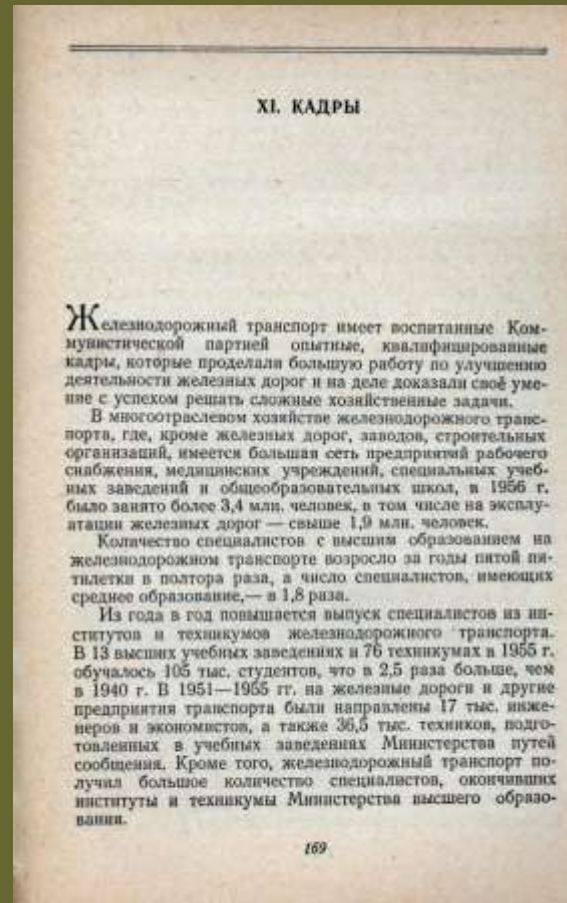 XI. КАДРЫ
Железнодорожный транспорт имеет воспитанные Ком-
мунистической партией опытные, квалифицированные
кадры, которые проделали большую работу по улучшению
деятельности железных дорог и на деле доказали своё уме-
ние с успехом решать сложные хозяйственные задачи.
В многоотраслевом хозяйстве железнодорожного транс-
порта, где, кроме железных дорог, заводов, строительных
организаций, имеется большая сеть предприятий рабочего
снабжения, медицинских учреждений, специальных учеб-
ных заведений и общеобразовательных школ, в 1956 г.
было занято более 3,4 млн. человек, в том числе на эксплу-
атации железных дорог — свыше 1,9 млн. человек.
Количество специалистов с высшим образованием на
железнодорожном транспорте возросло за годы пятой пя-
тилетки в полтора раза, а число специалистов, имеющих
среднее образование,— в 1,8 раза.
Из года в год повышается выпуск специалистов из ин-
ститутов и техникумов железнодорожного транспорта.
В 13 высших учебных заведениях и 76 техникумах в 1955 г.
обучалось 105 тыс. студентов, что в 2,5 раза больше, чем
в 1940 г. В 1951—1955 гг. на железные дороги и другие
предприятия транспорта были направлены 17 тыс. инже-
неров и экономистов, а также 36,5 тыс. техников, подго-
товленных в учебных заведениях Министерства путей
сообщения. Кроме того, железнодорожный транспорт по-
лучил большое количество специалистов, окончивших
институты и техникумы Министерства высшего образо-
вания.
169